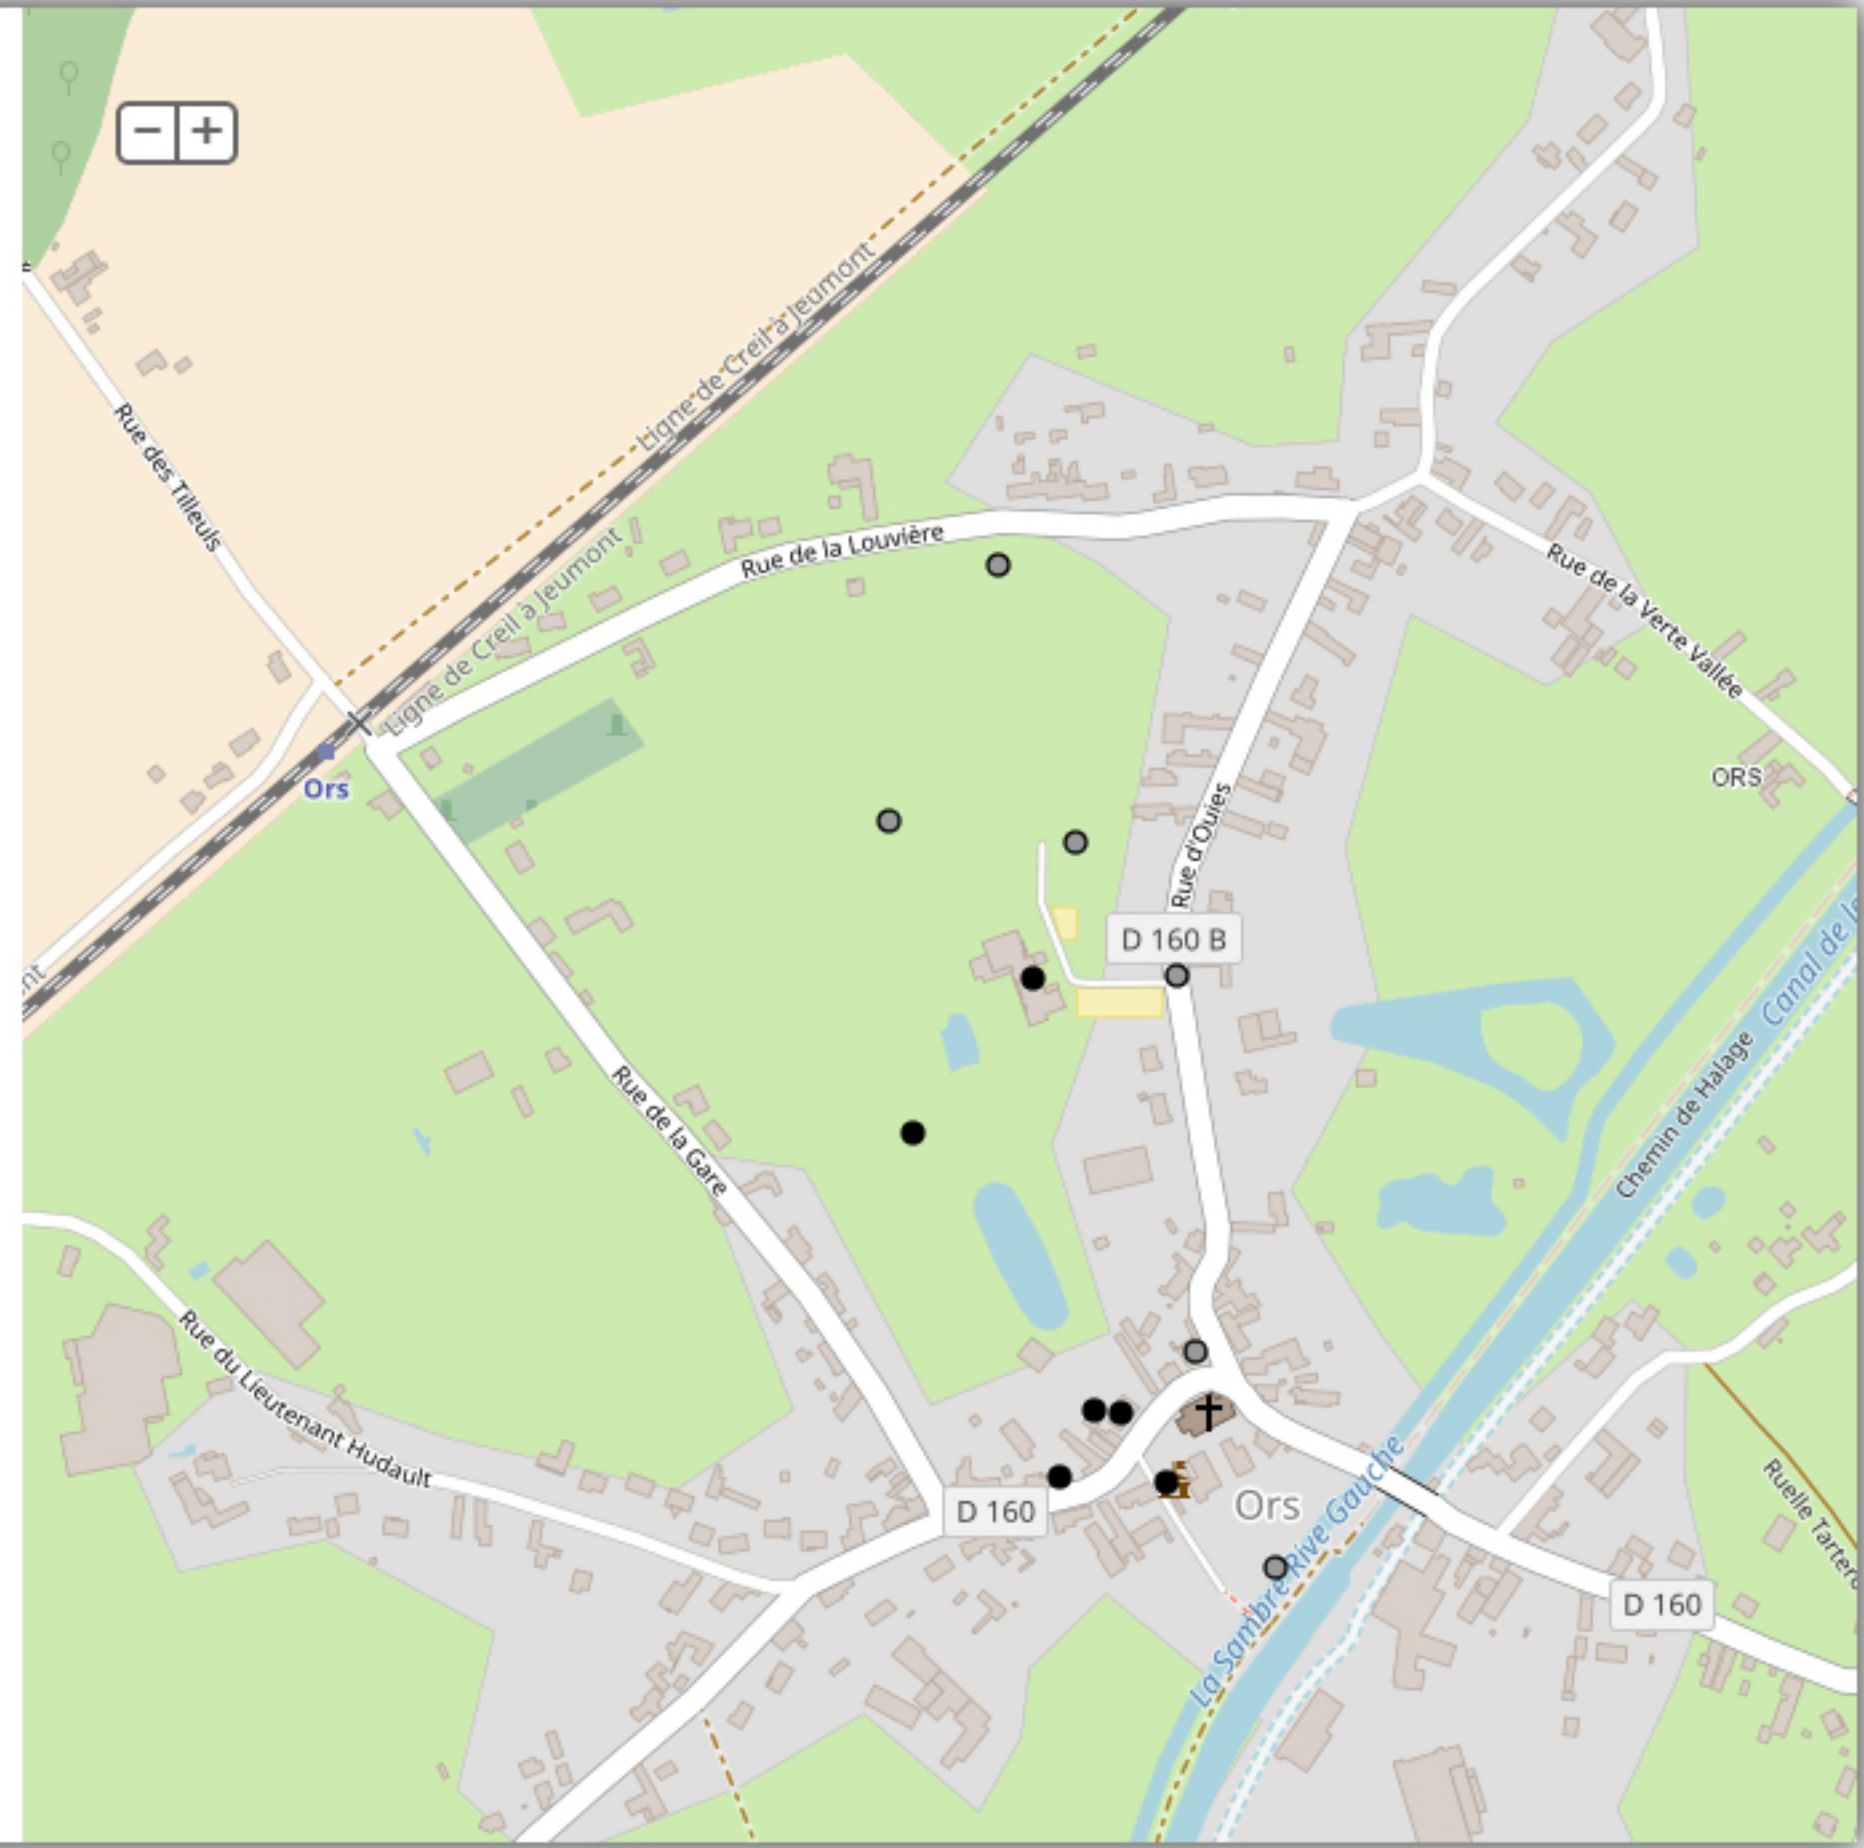 − +
Ligne de Creil à Jeumont
Rue des Tilleuls
Rue de la Louvière
Ligne de Creil à Jeumont
Rue de la Verte Vallée
Ors
ORS
Rue d'Ouies
D 160 B
nt
Canal de l
Chemin de Halage
Rue de la Gare
Rue du Lieutenant Hudault
D 160
Ors
La Sambre Rive Gauche
Ruelle Tarter
D 160